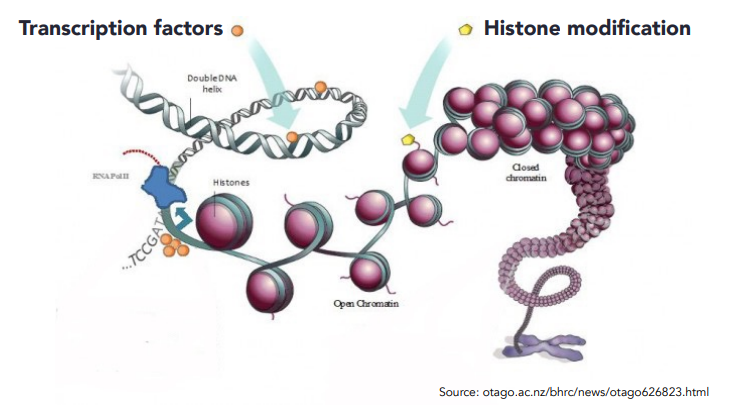 Transcription factors
Histone modification
Double DNA
helix
RNA Pol II
Histones
...TCCGAT
Closed
chromatin
Open Chromatin
Source: otago.ac.nz/bhrc/news/otago626823.html